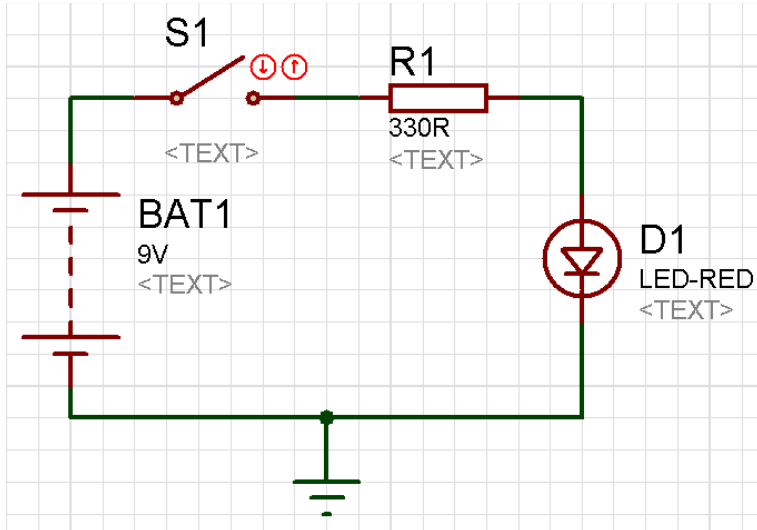 S1
<TEXT>
R1
330R
<TEXT>
BAT1
9V
<TEXT>
D1
LED-RED
<TEXT>